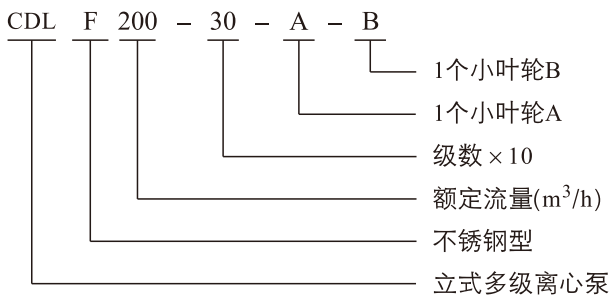 CDL F 200 - 30 - A - B
1个小叶轮B
1个小叶轮A
级数×10
额定流量(m³/h)
不锈钢型
立式多级离心泵